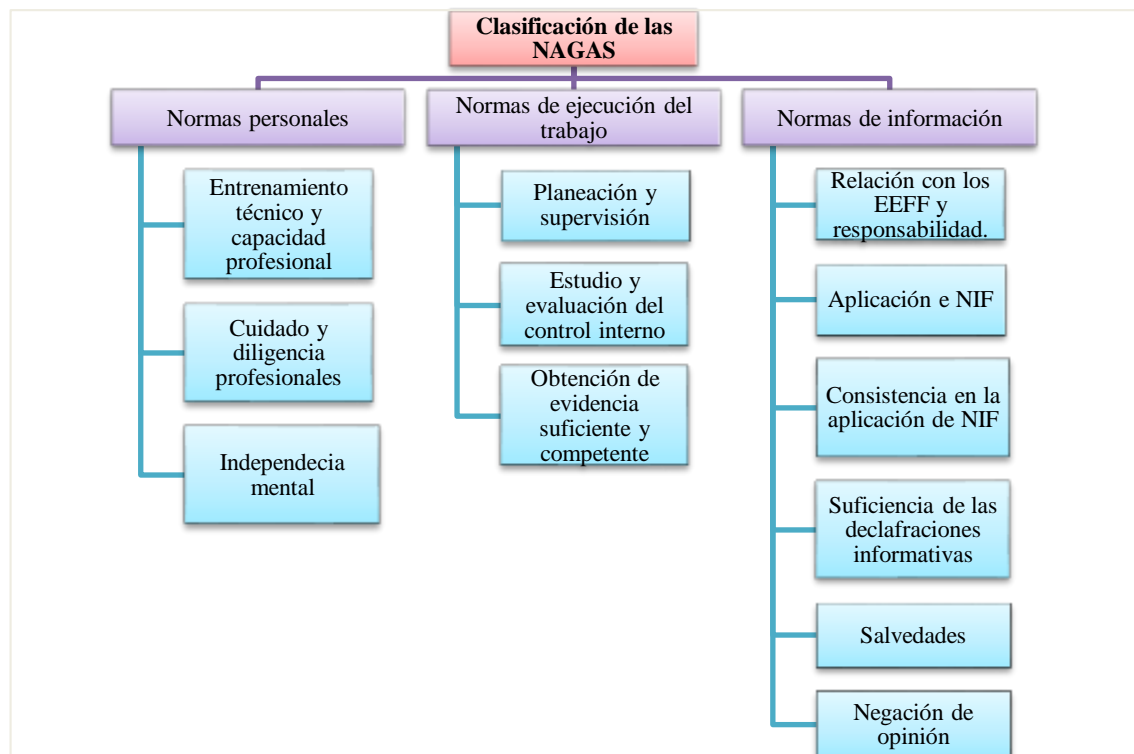 Clasificación de las
NAGAS
Normas personales
Entrenamiento
técnico y
capacidad
profesional
Cuidado y
diligencia
profesionales
Independecia
mental
Normas de ejecución del
trabajo
Planeación y
supervisión
Estudio y
evaluación del
control interno
Obtención de
evidencia
suficiente y
competente
Normas de información
Relación con los
EEFF y
responsabilidad.
Aplicación e NIF
Consistencia en la
aplicación de NIF
Suficiencia de las
declafraciones
informativas
Salvedades
Negación de
opinión